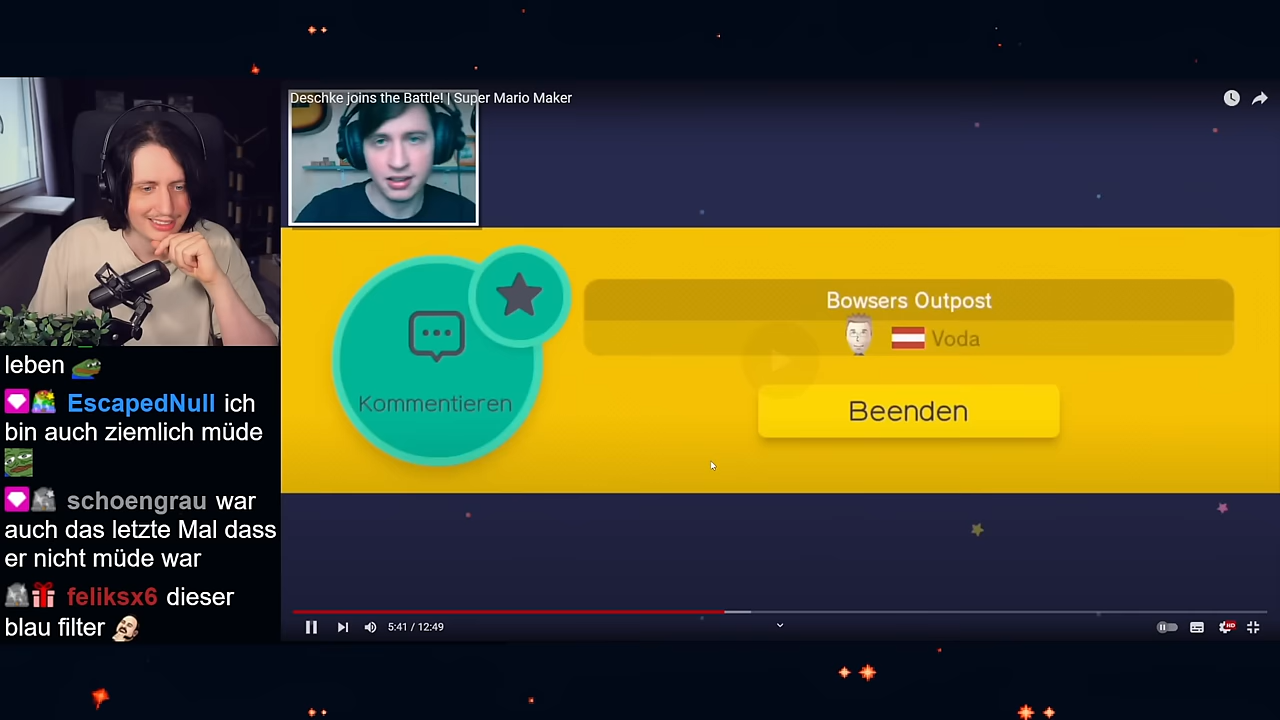 Deschke joins the Battle! | Super Mario Maker
Bowsers Outpost
Voda
Kommentieren
Beenden
leben
EscapedNull ich
bin auch ziemlich müde
schoengrau war
auch das letzte Mal dass
er nicht müde war
feliksx6 dieser
blau filter
5:41 / 12:49
HD